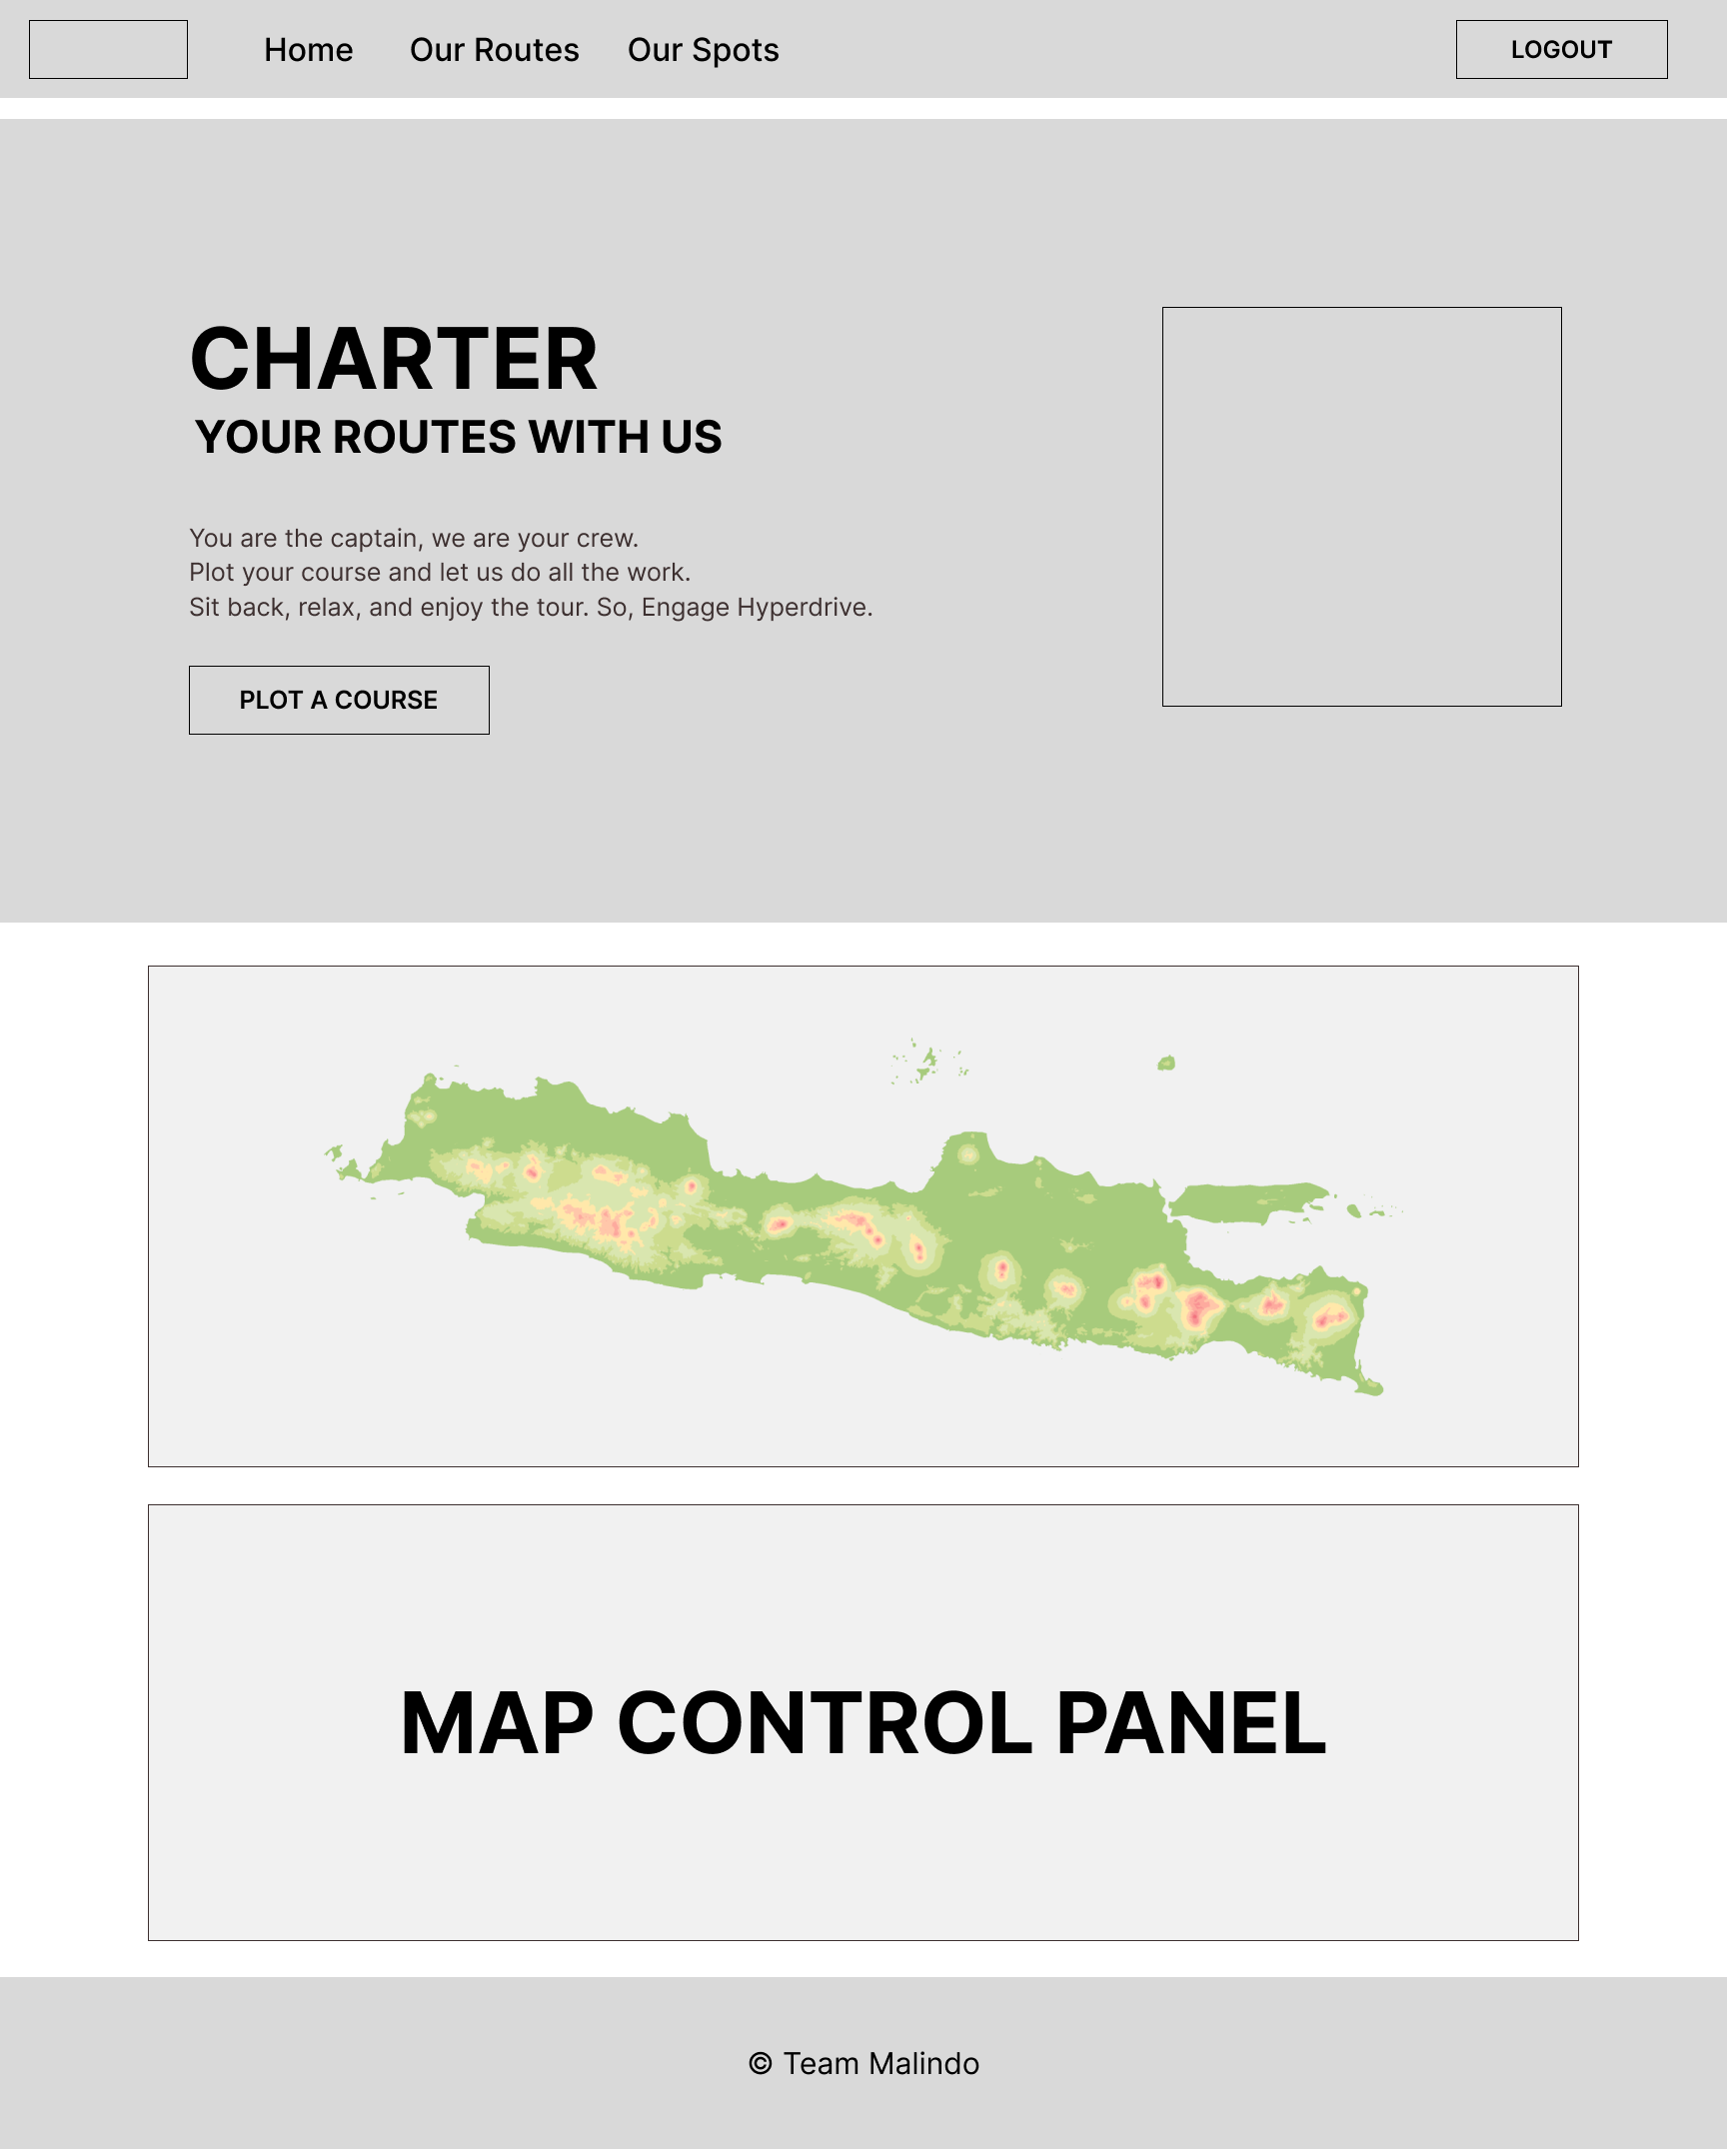 Home Our Routes Our Spots LOGOUT
CHARTER
YOUR ROUTES WITH US
You are the captain, we are your crew.
Plot your course and let us do all the work.
Sit back, relax, and enjoy the tour. So, Engage Hyperdrive.
PLOT A COURSE
MAP CONTROL PANEL
© Team Malindo